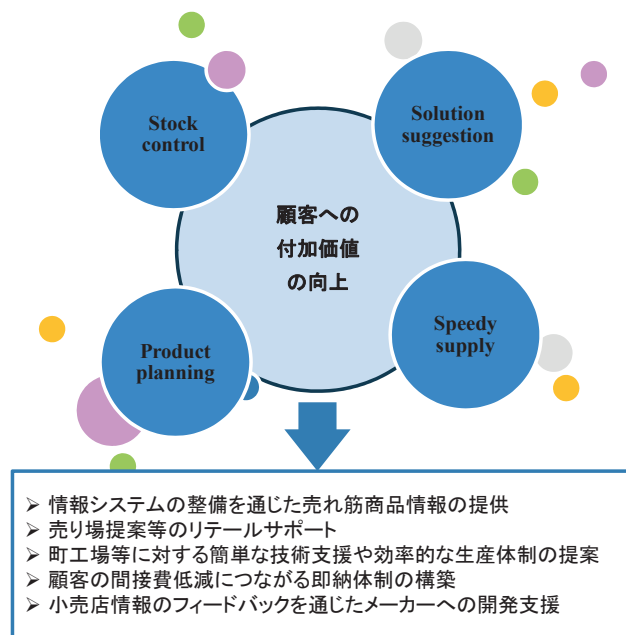 Stock
control
Solution
suggestion
顧客への
付加価値
の向上
Product
planning
Speedy
supply
➢ 情報システムの整備を通じた売れ筋商品情報の提供
➢ 売り場提案等のリテールサポート
➢ 町工場等に対する簡単な技術支援や効率的な生産体制の提案
➢ 顧客の間接費低減につながる即納体制の構築
➢ 小売店情報のフィードバックを通じたメーカーへの開発支援